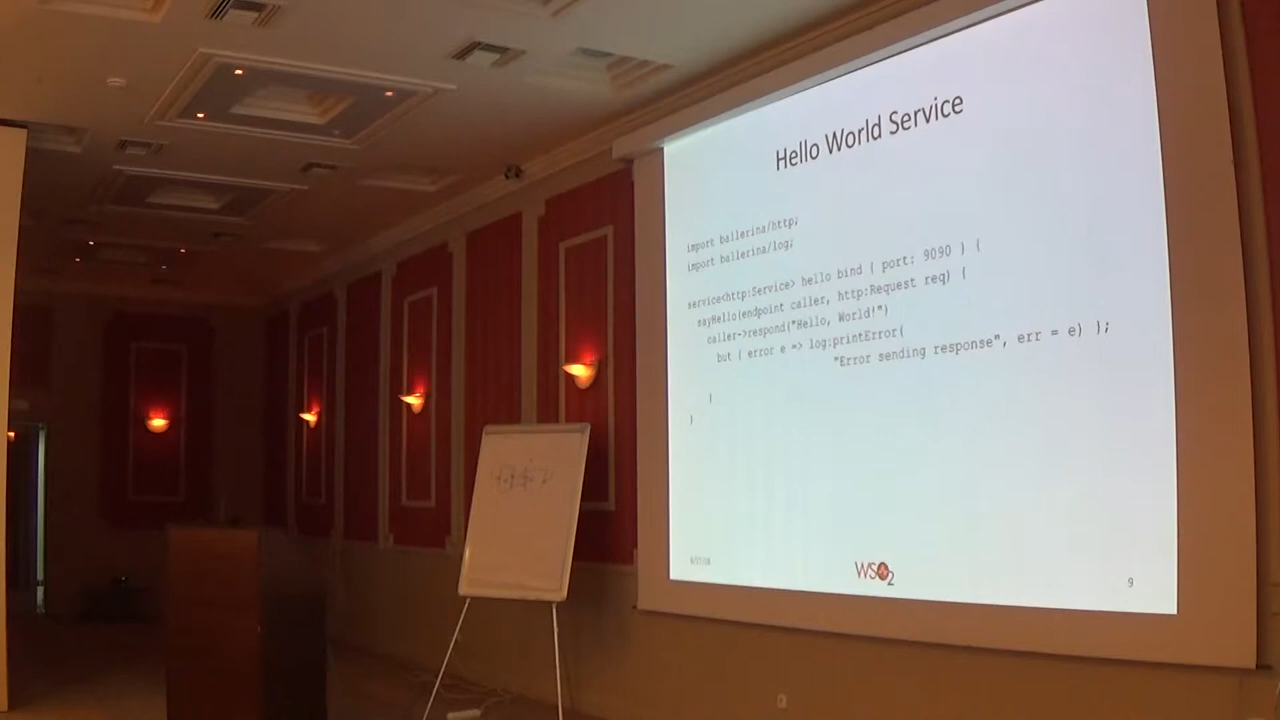 Hello World Service
import ballerina/http;
import ballerina/log;
service<http:Service> hello bind { port: 9090 } {
sayHello(endpoint caller, http:Request req) {
caller->respond("Hello, World!")
but { error e => log:printError(
"Error sending response", err = e) };
}
}
WSO2
9